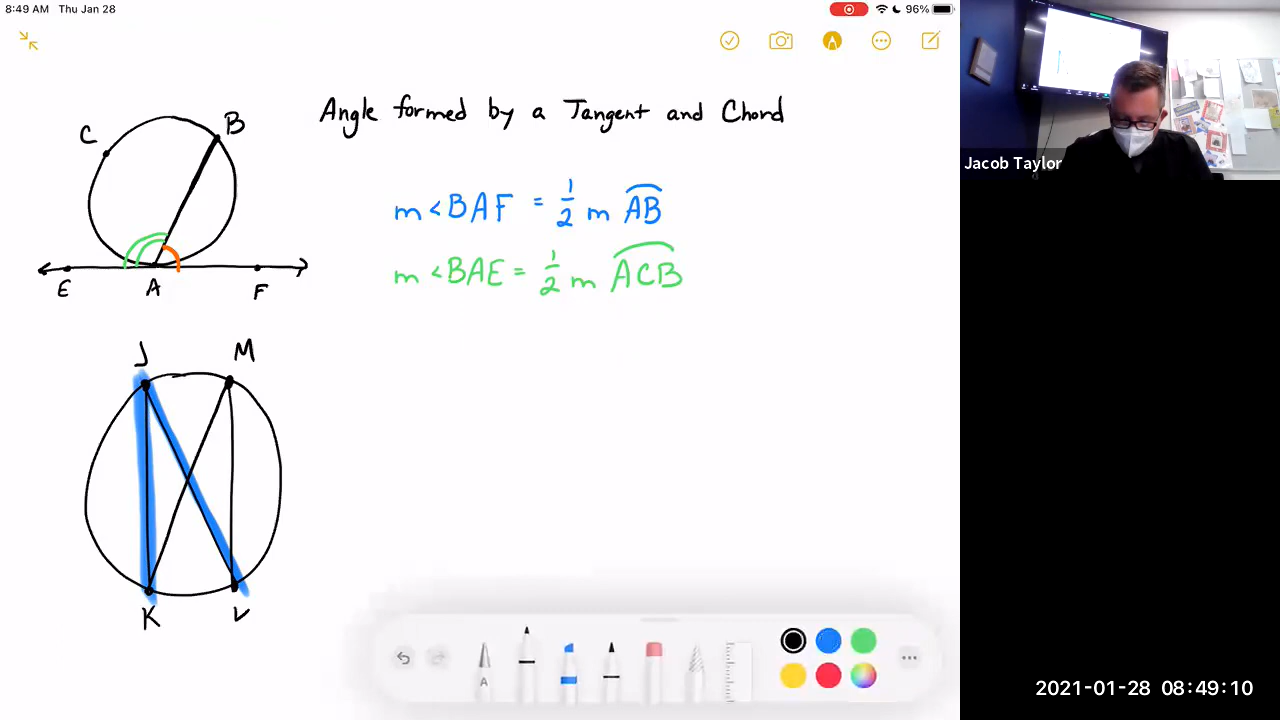 8:49 AM Thu Jan 28
96%
Angle formed by a Tangent and Chord
C
B
m<BAF = 1/2 m AB
m<BAE = 1/2 m ACB
E
A
F
J
M
K
L
A
Jacob Taylor
2021-01-28 08:49:10